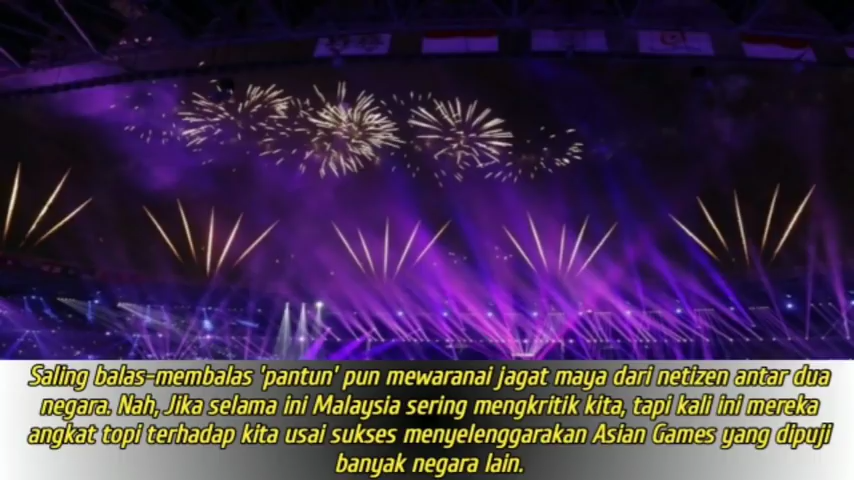 Saling balas-membalas 'pantun' pun mewaranai jagat maya dari netizen antar dua
negara. Nah, Jika selama ini Malaysia sering mengkritik kita, tapi kali ini mereka
angkat topi terhadap kita usai sukses menyelenggarakan Asian Games yang dipuji
banyak negara lain.